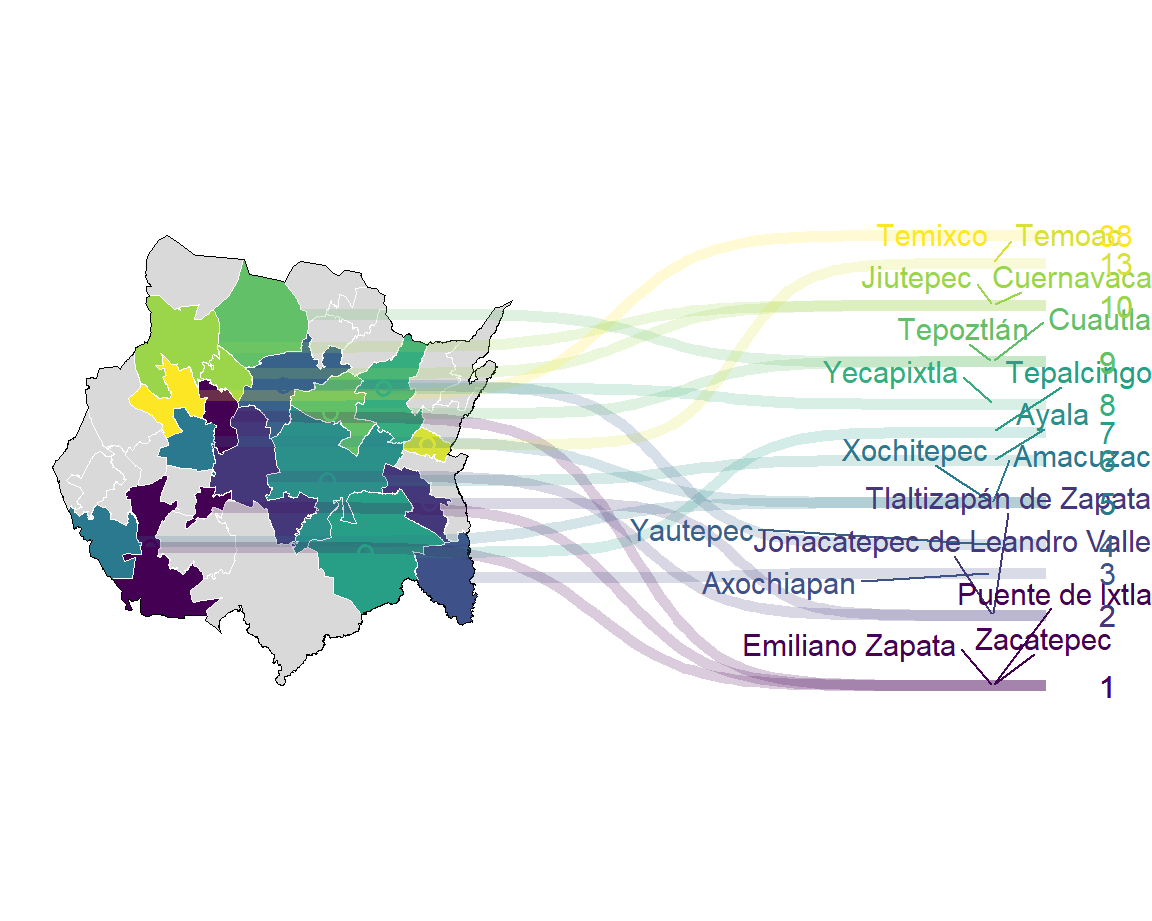 Temixco
Temoac
13
Jiutepec
Cuernavaca
10
Cuautla
Tepoztlán
9
Yecapixtla
Tepalcingo
8
Ayala
7
Xochitepec
Amacuzac
6
Tlaltizapán de Zapata
5
Yautepec
Jonacatepec de Leandro Valle
4
Axochiapan
3
Puente de Ixtla
2
Zacatepec
Emiliano Zapata
1